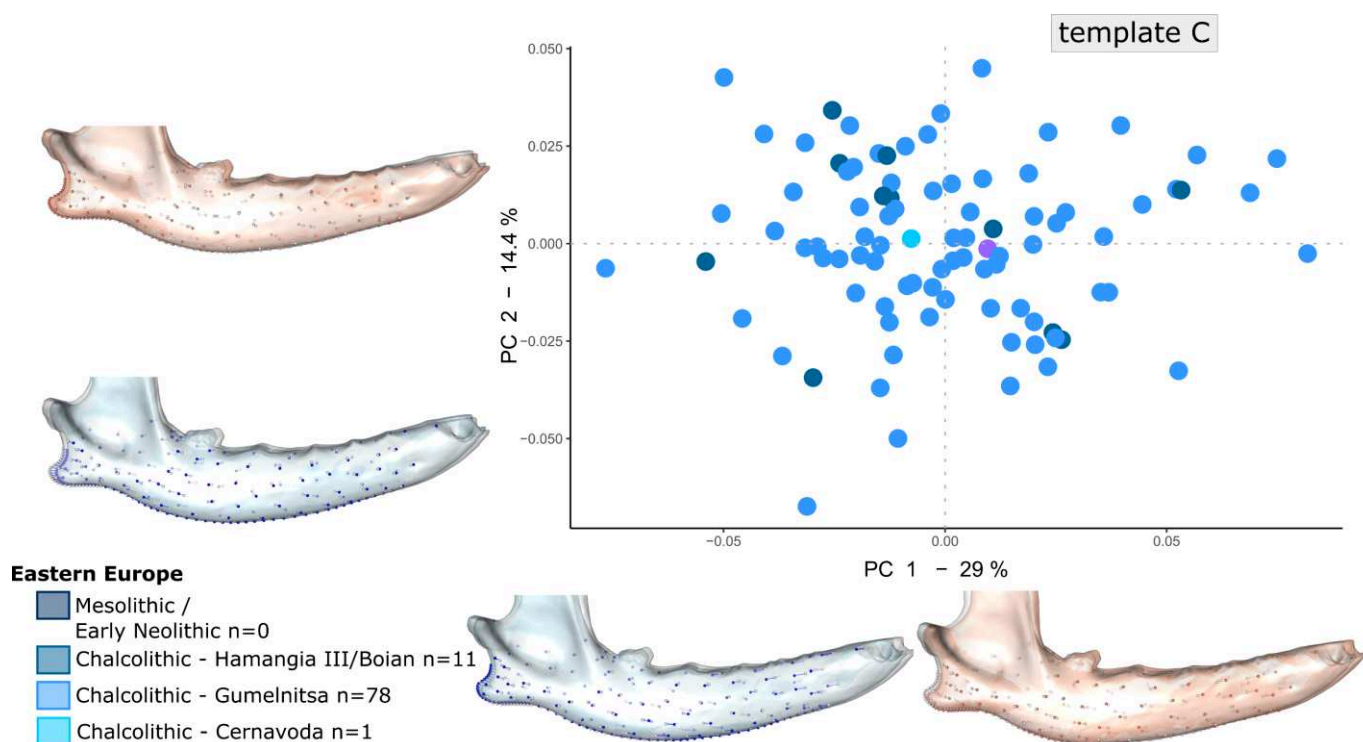 template C
0.050
0.025
0.000
−0.025
−0.050
PC 2 − 14.4 %
−0.05
0.00
0.05
PC 1 − 29 %
Eastern Europe
Mesolithic /
Early Neolithic n=0
Chalcolithic - Hamangia III/Boian n=11
Chalcolithic - Gumelnitsa n=78
Chalcolithic - Cernavoda n=1